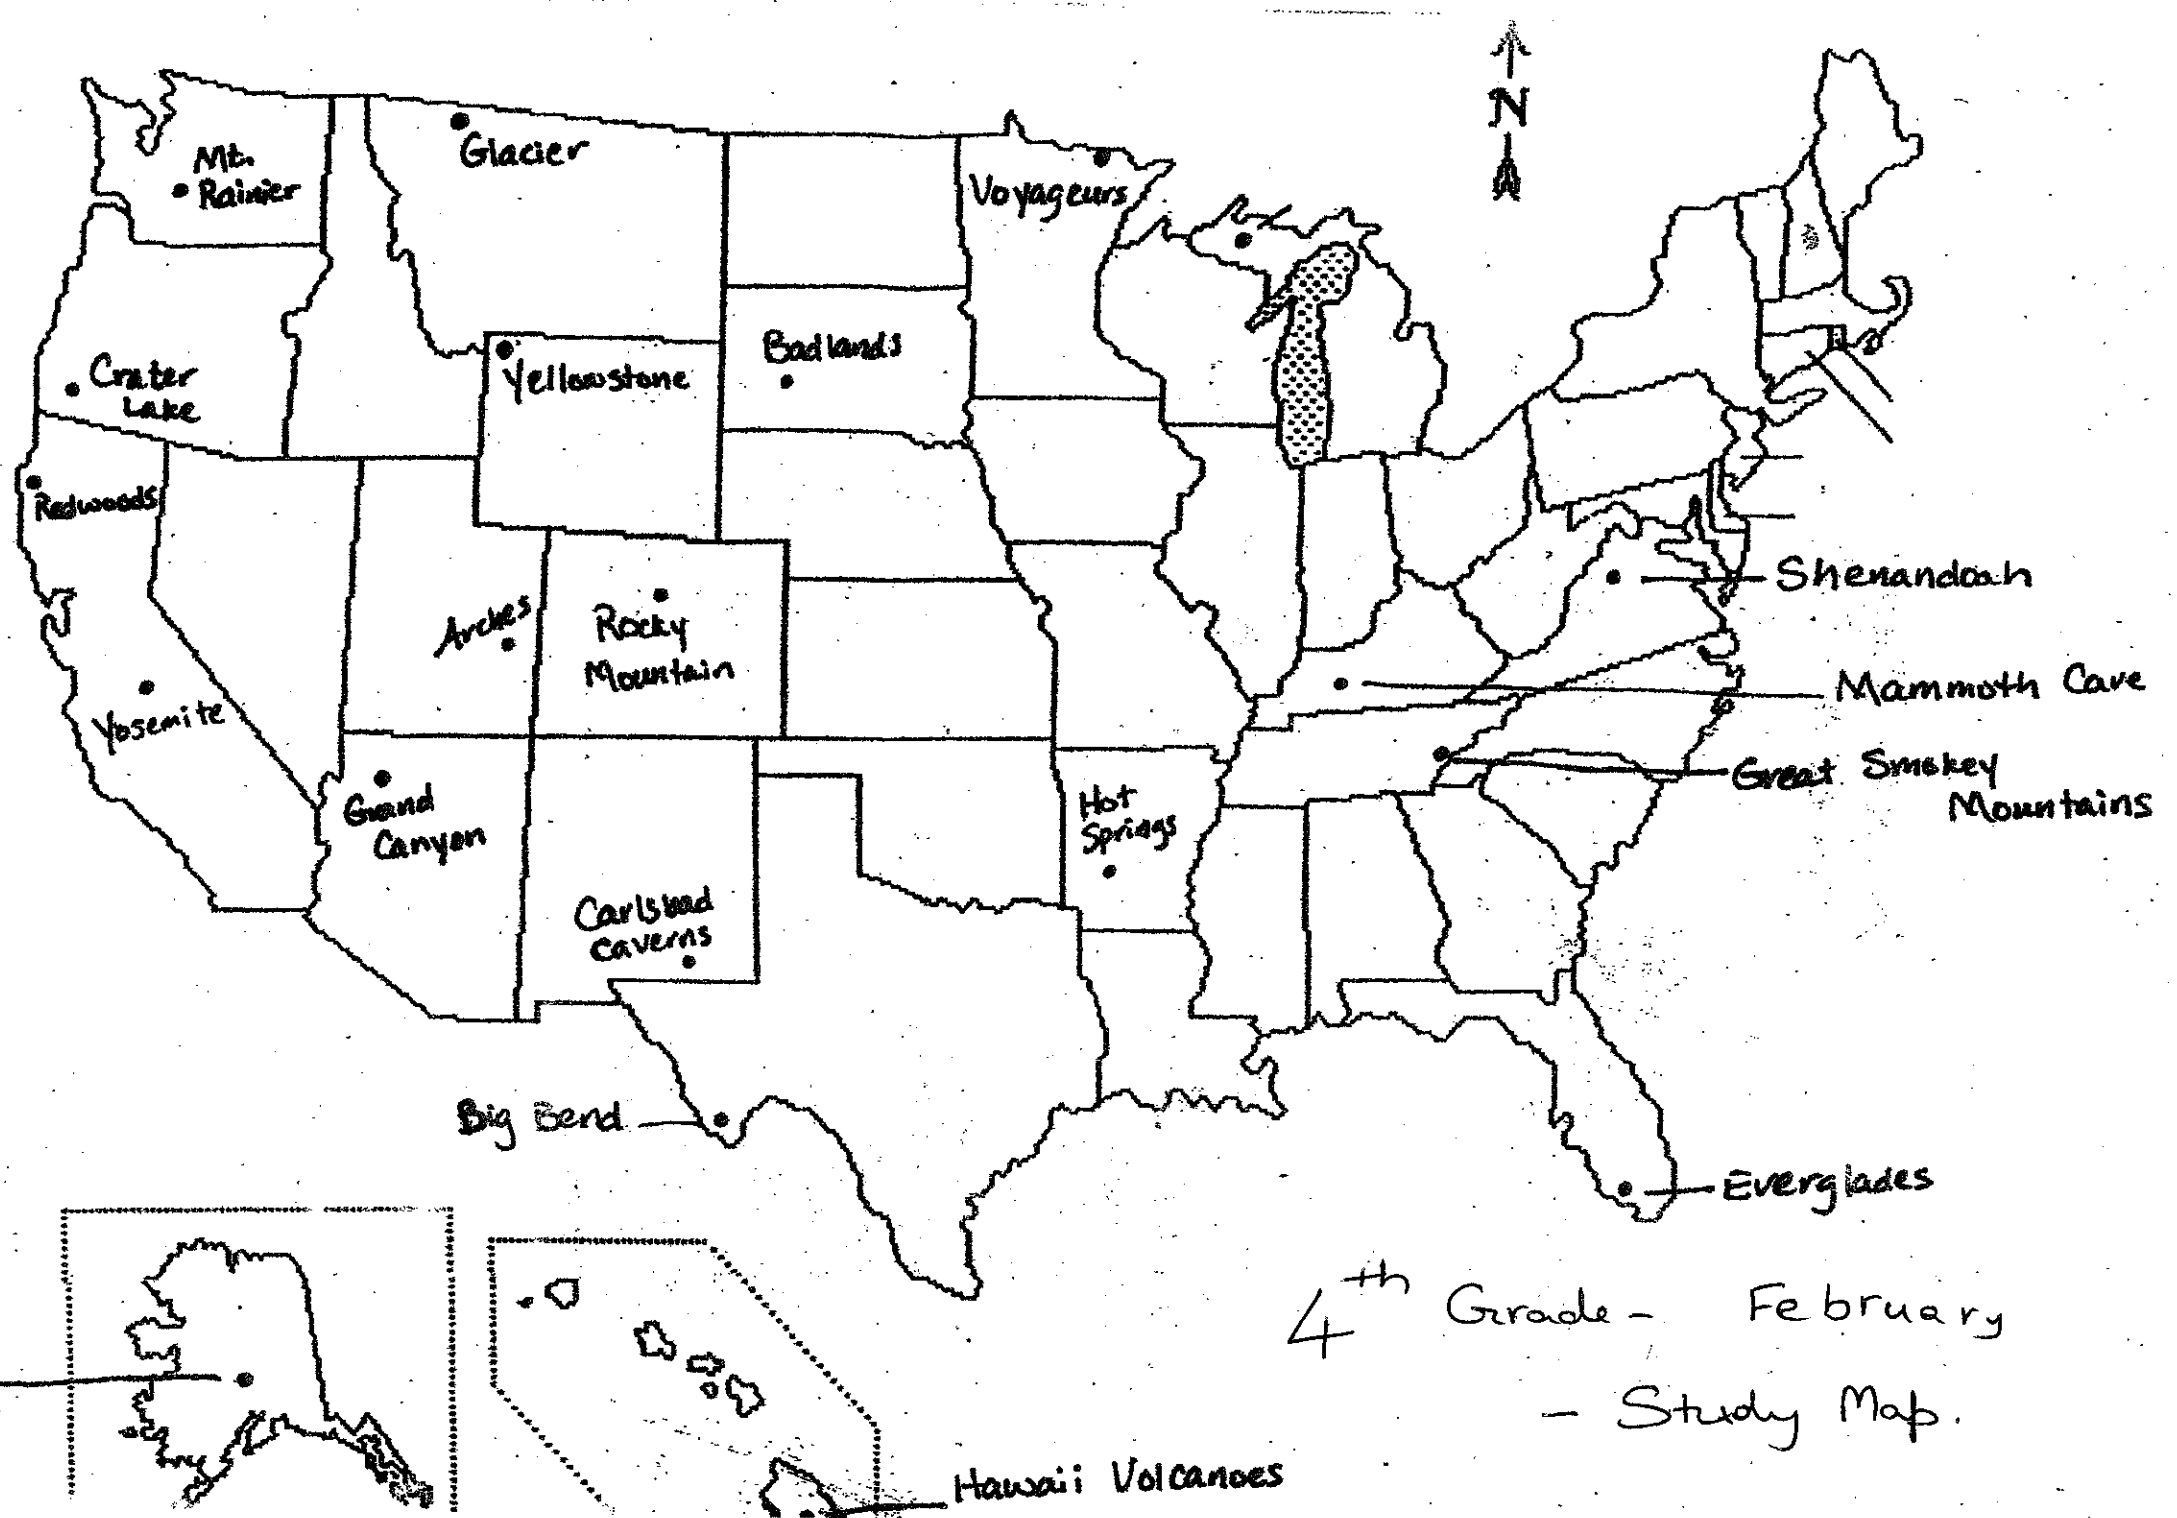 N
Glacier
Mt.
Rainier
Voyageurs
Crater
Lake
Yellowstone
Badlands
Redwoods
Shenandoah
Arches
Rocky
Mountain
Mammoth Cave
Yosemite
Great Smokey
Mountains
Grand
Canyon
Hot
Springs
Carlsbad
Caverns
Big Bend
Everglades
4th Grade - February
- Study Map.
Hawaii Volcanoes